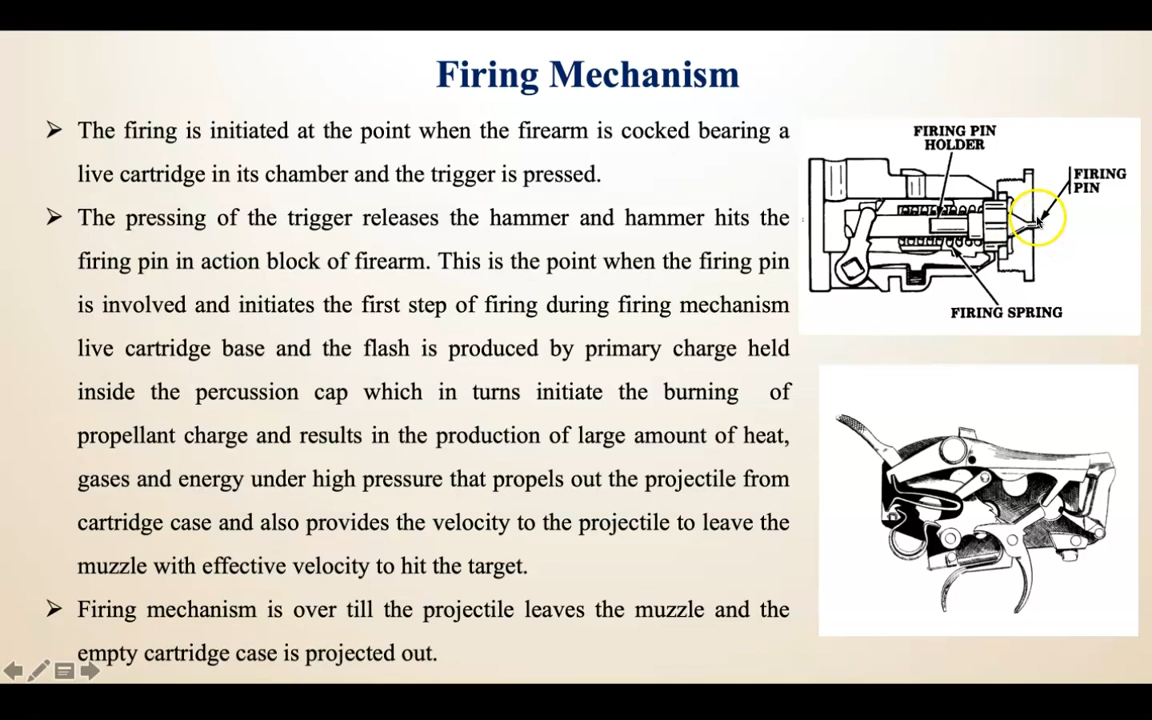 Firing Mechanism
➢ The firing is initiated at the point when the firearm is cocked bearing a
live cartridge in its chamber and the trigger is pressed.
➢ The pressing of the trigger releases the hammer and hammer hits the
firing pin in action block of firearm. This is the point when the firing pin
is involved and initiates the first step of firing during firing mechanism
live cartridge base and the flash is produced by primary charge held
inside the percussion cap which in turns initiate the burning of
propellant charge and results in the production of large amount of heat,
gases and energy under high pressure that propels out the projectile from
cartridge case and also provides the velocity to the projectile to leave the
muzzle with effective velocity to hit the target.
➢ Firing mechanism is over till the projectile leaves the muzzle and the
empty cartridge case is projected out.
FIRING PIN
HOLDER
FIRING
PIN
FIRING SPRING